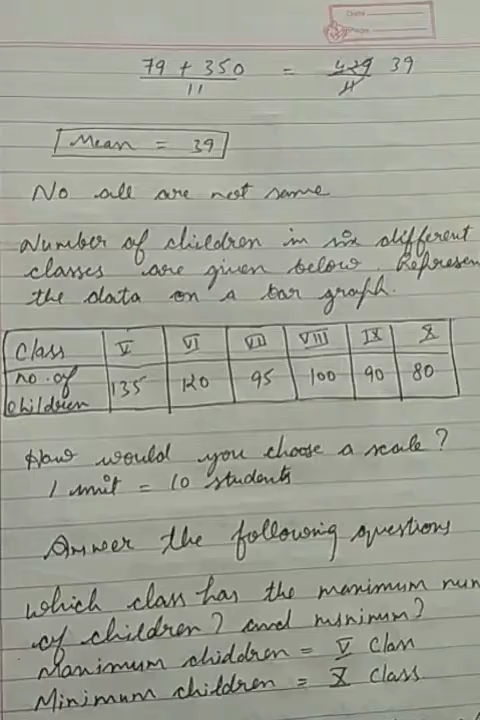 Date
79 + 350 = 429 39
11 11
Mean = 39
No all are not same
Number of children in six different
classes are given below. Represen
the data on a bar graph.
Class V VI VII VIII IX X
no. of 135 120 95 100 90 80
children
How would you choose a scale?
1 unit = 10 students
Answer the following questions
which class has the maximum num
of children? and minimum?
Maximum children = V Class
Minimum children = X Class.